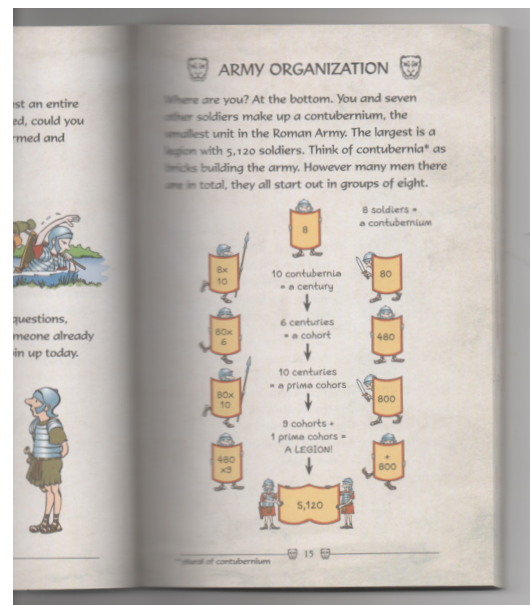 st an entire
ed, could you
rmed and
questions,
meone already
in up today.
ARMY ORGANIZATION
Where are you? At the bottom. You and seven
other soldiers make up a contubernium, the
smallest unit in the Roman Army. The largest is a
legion with 5,120 soldiers. Think of contubernia* as
bricks building the army. However many men there
are in total, they all start out in groups of eight.
8
8 soldiers =
a contubernium
8x
10
10 contubernia
= a century
80
80x
6
6 centuries
= a cohort
480
80x
10
10 centuries
= a prima cohors
800
480
x9
9 cohorts +
1 prima cohors =
A LEGION!
+
800
5,120
15
* plural of contubernium